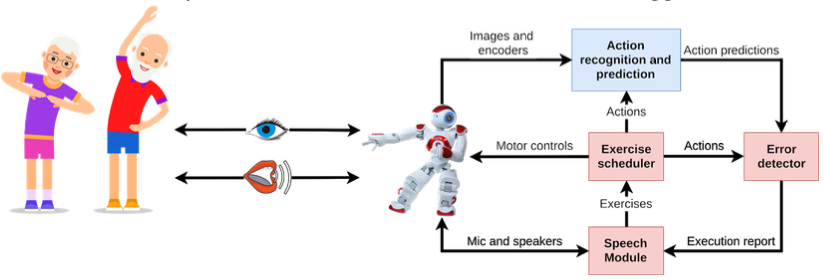 Images and
encoders
Action
recognition and
prediction
Action predictions
Actions
Motor controls
Exercise
scheduler
Actions
Error
detector
Exercises
Mic and speakers
Speech
Module
Execution report